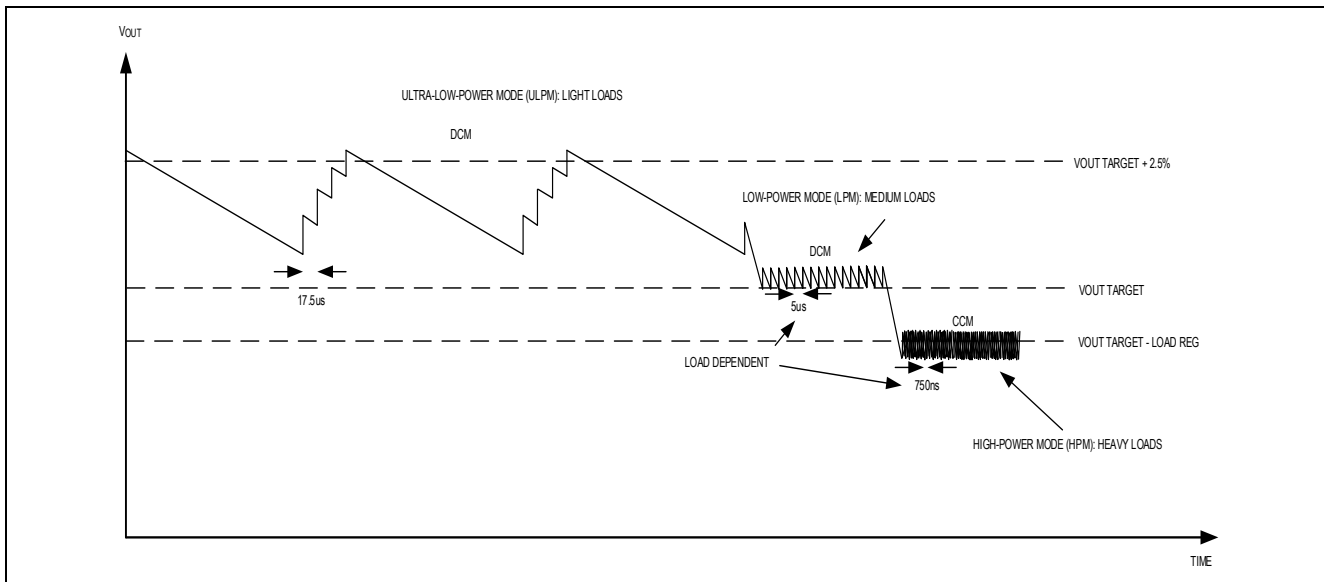 VOUT
ULTRA-LOW-POWER MODE (ULPM): LIGHT LOADS
DCM
VOUT TARGET + 2.5%
LOW-POWER MODE (LPM): MEDIUM LOADS
DCM
17.5us
VOUT TARGET
5us
CCM
VOUT TARGET - LOAD REG
LOAD DEPENDENT
750ns
HIGH-POWER MODE (HPM): HEAVY LOADS
TIME